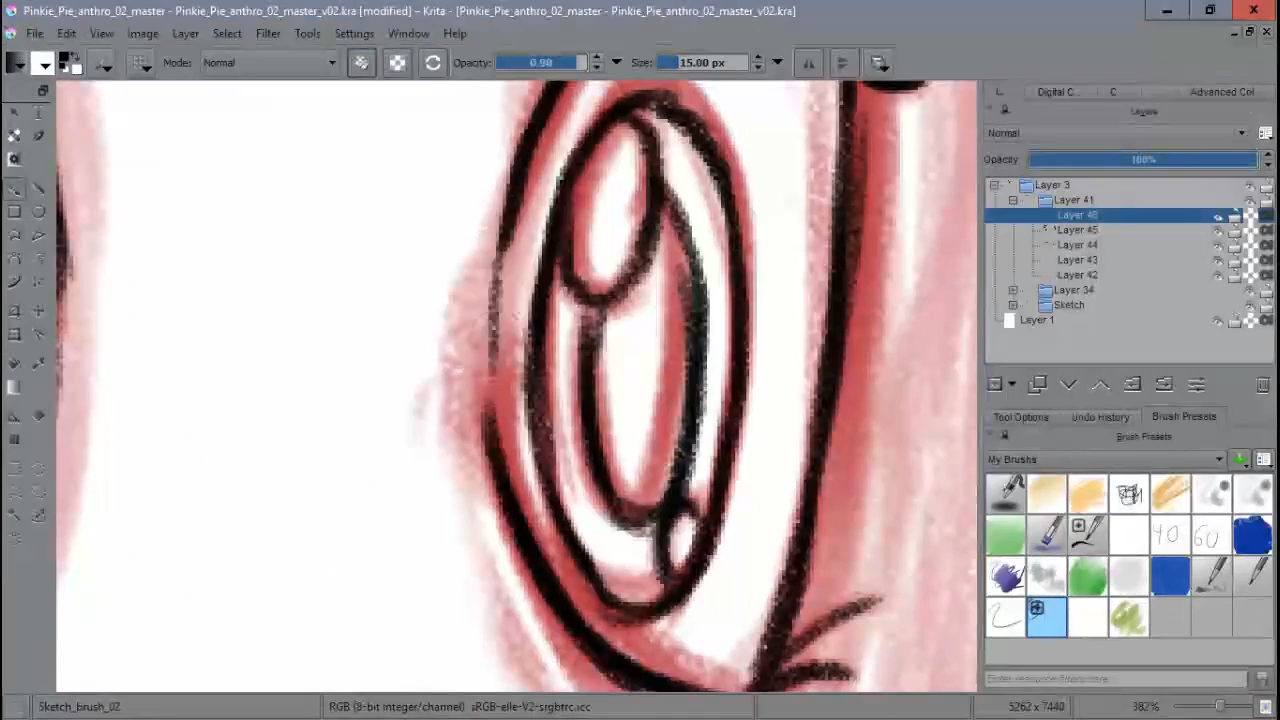 Pinkie_Pie_anthro_02_master - Pinkie_Pie_anthro_02_master_v02.kra [modified] – Krita - [Pinkie_Pie_anthro_02_master - Pinkie_Pie_anthro_02_master_v02.kra]
File Edit View Image Layer Select Filter Tools Settings Window Help
Mode: Normal Opacity: 0.90 Size: 15.00 px
Digital C... C Advanced Col
Layers
Normal
Opacity: 100%
Layer 3
Layer 41
Layer 46
Layer 45
Layer 44
Layer 43
Layer 42
Layer 34
Sketch
Layer 1
Tool Options Undo History Brush Presets
Brush Presets
My Brushes
40 60
Sketch_brush_02 RGB (8-bit integer/channel) sRGB-elle-V2-srgbtrc.icc 5262 x 7440 382%